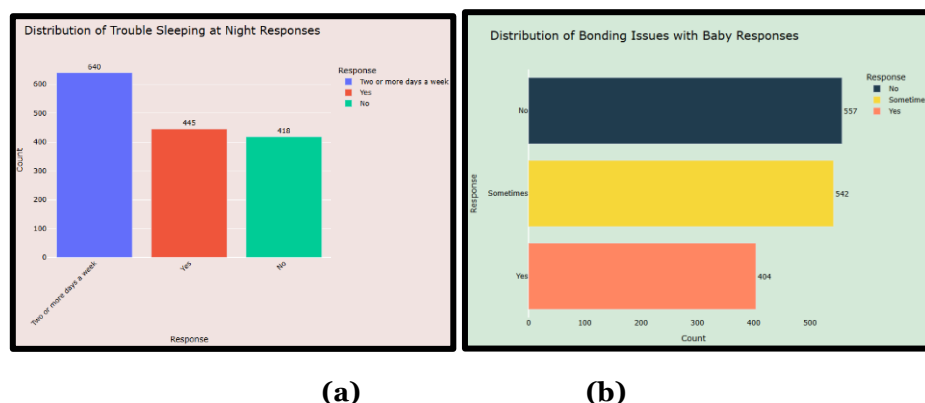 Distribution of Trouble Sleeping at Night Responses
640
Response
Two or more days a week
Yes
No
445
418
600
500
400
300
200
100
0
Count
Two or more days a week
Yes
No
Response
Distribution of Bonding Issues with Baby Responses
Response
No
Sometime
Yes
No
557
Sometimes
542
Yes
404
Response
0 100 200 300 400 500
Count
(a) (b)